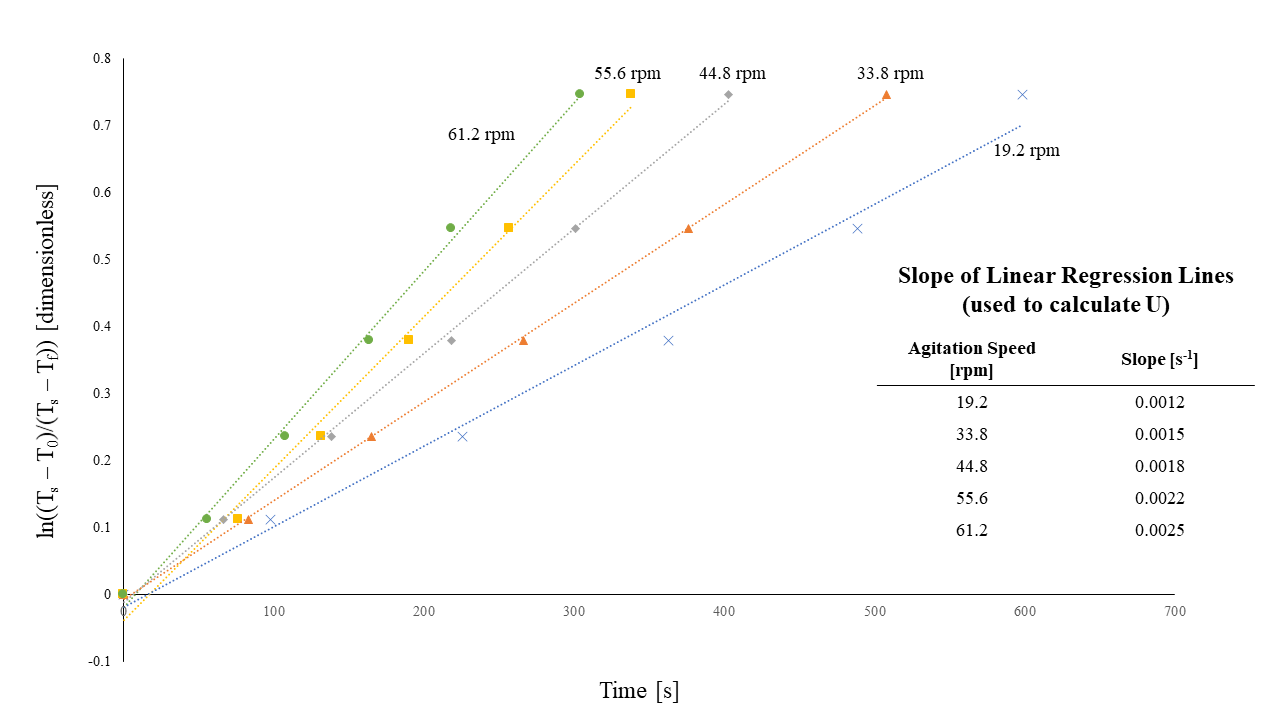 0.8
0.7
0.6
0.5
0.4
0.3
0.2
0.1
0
-0.1
0
100
200
300
400
500
600
700
ln((Tₛ − T₀)/(Tₛ − T_f)) [dimensionless]
Time [s]
61.2 rpm
55.6 rpm
44.8 rpm
33.8 rpm
19.2 rpm
Slope of Linear Regression Lines
(used to calculate U)
Agitation Speed
[rpm]
Slope [s⁻¹]
19.2 0.0012
33.8 0.0015
44.8 0.0018
55.6 0.0022
61.2 0.0025